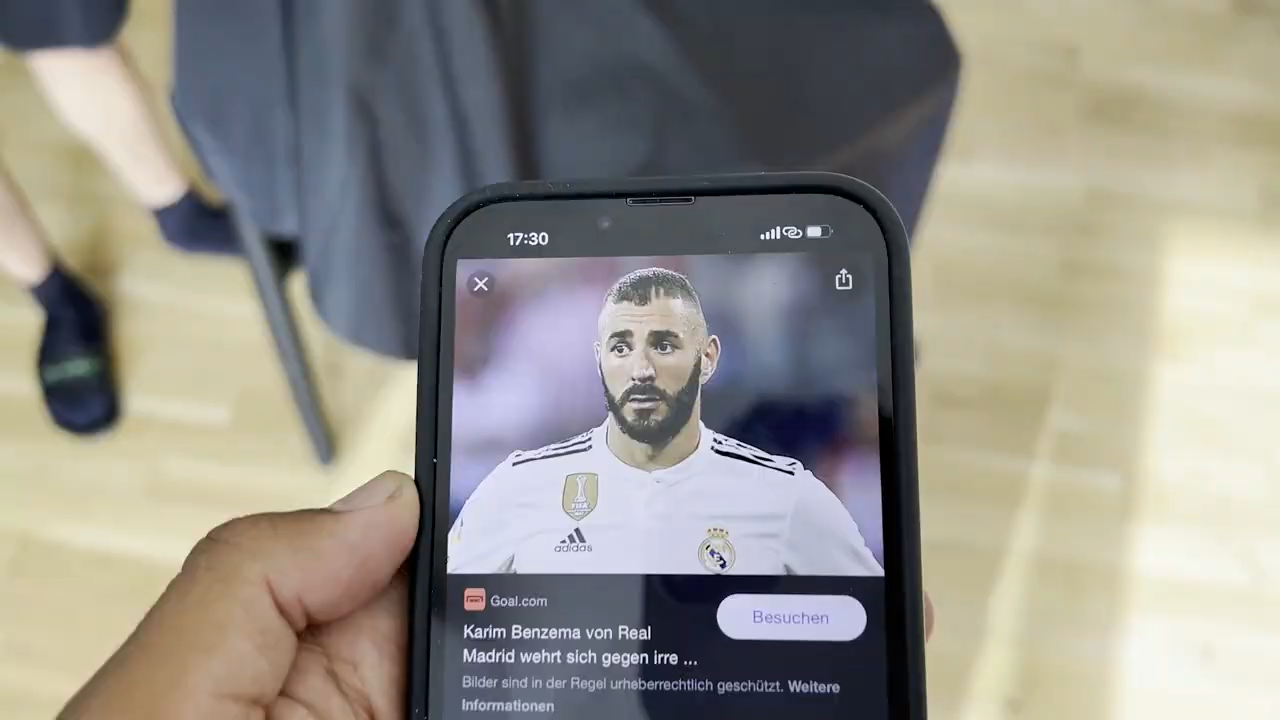 17:30
FIFA
adidas
Goal.com
Besuchen
Karim Benzema von Real
Madrid wehrt sich gegen irre ...
Bilder sind in der Regel urheberrechtlich geschützt. Weitere
Informationen